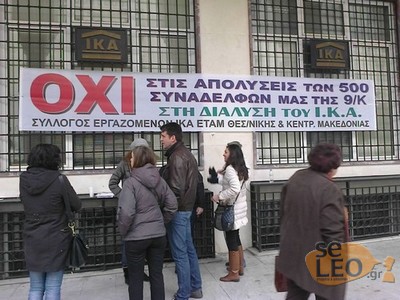 ΙΚΑ
ΙΚΑ
ΟΧΙ ΣΤΙΣ ΑΠΟΛΥΣΕΙΣ ΤΩΝ 500
ΣΥΝΑΔΕΛΦΩΝ ΜΑΣ ΤΗΣ 9/Κ
ΣΤΗ ΔΙΑΛΥΣΗ ΤΟΥ Ι.Κ.Α.
ΣΥΛΛΟΓΟΣ ΕΡΓΑΖΟΜΕΝΩΝ ΙΚΑ ΕΤΑΜ ΘΕΣ/ΝΙΚΗΣ & ΚΕΝΤΡ. ΜΑΚΕΔΟΝΙΑΣ
seLEO.gr